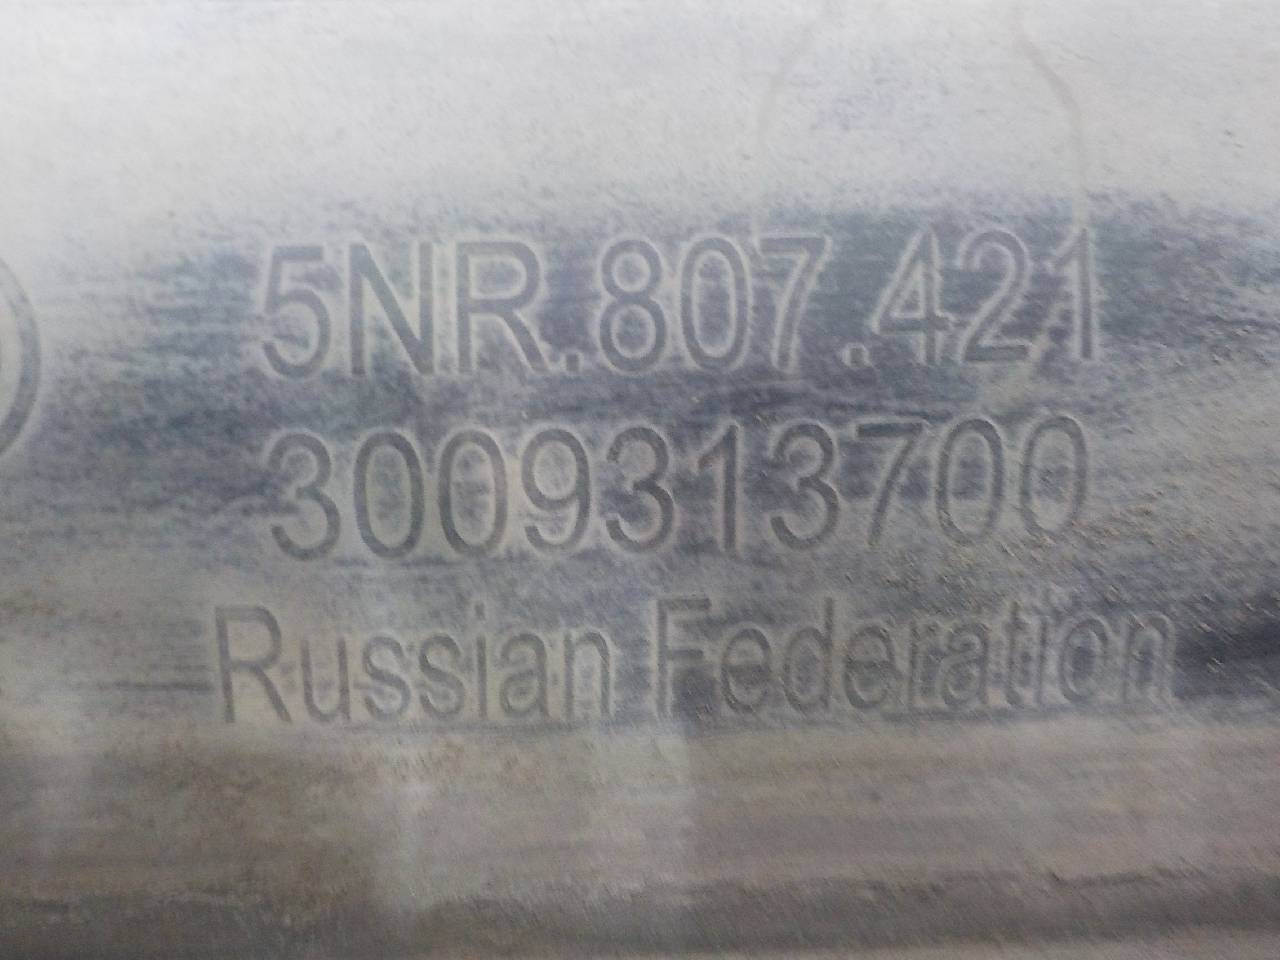 5NR.807.421
3009313700
Russian Federation